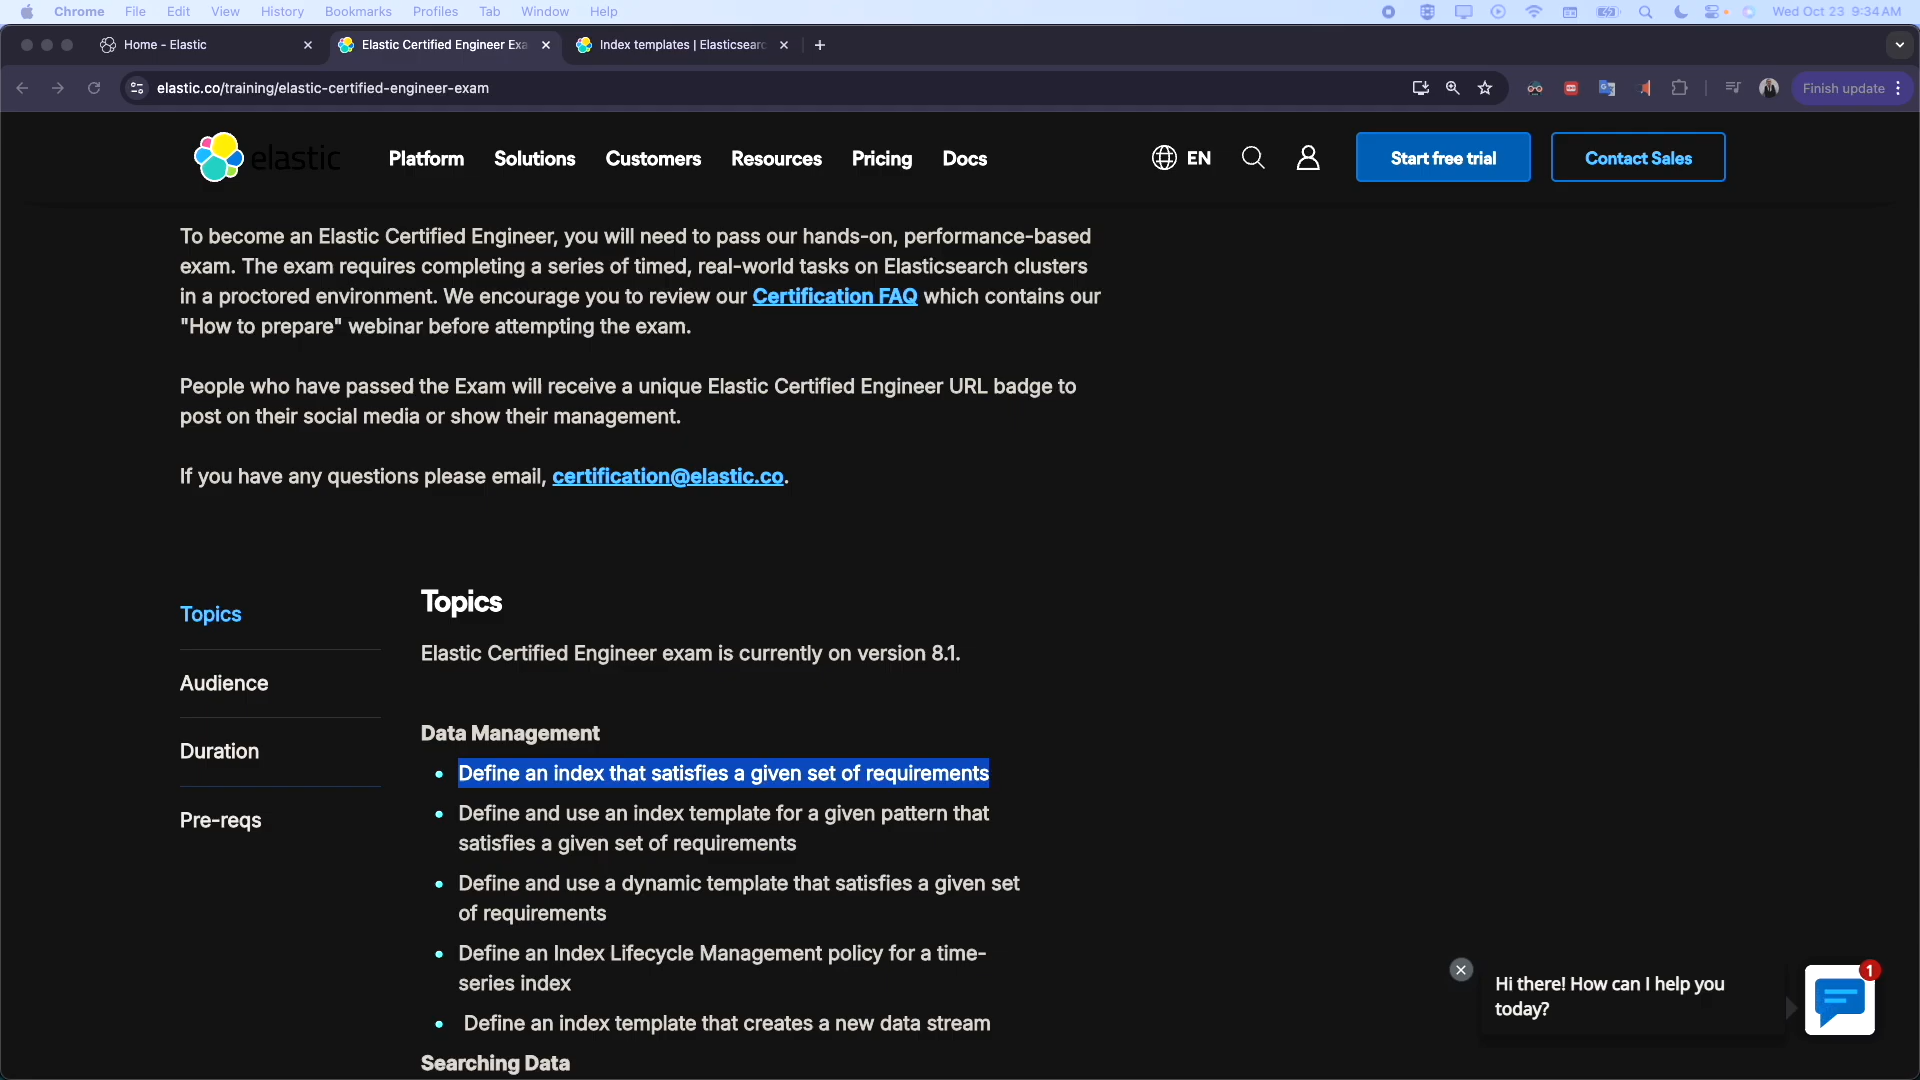 Chrome File Edit View History Bookmarks Profiles Tab Window Help Wed Oct 23 9:34 AM
Home - Elastic Elastic Certified Engineer Exa Index templates | Elasticsearc
elastic.co/training/elastic-certified-engineer-exam Finish update
elastic Platform Solutions Customers Resources Pricing Docs EN Start free trial Contact Sales
To become an Elastic Certified Engineer, you will need to pass our hands-on, performance-based
exam. The exam requires completing a series of timed, real-world tasks on Elasticsearch clusters
in a proctored environment. We encourage you to review our Certification FAQ which contains our
"How to prepare" webinar before attempting the exam.
People who have passed the Exam will receive a unique Elastic Certified Engineer URL badge to
post on their social media or show their management.
If you have any questions please email, certification@elastic.co.
Topics
Audience
Duration
Pre-reqs
Topics
Elastic Certified Engineer exam is currently on version 8.1.
Data Management
• Define an index that satisfies a given set of requirements
• Define and use an index template for a given pattern that
satisfies a given set of requirements
• Define and use a dynamic template that satisfies a given set
of requirements
• Define an Index Lifecycle Management policy for a time-
series index
• Define an index template that creates a new data stream
Searching Data
Hi there! How can I help you
today?
1